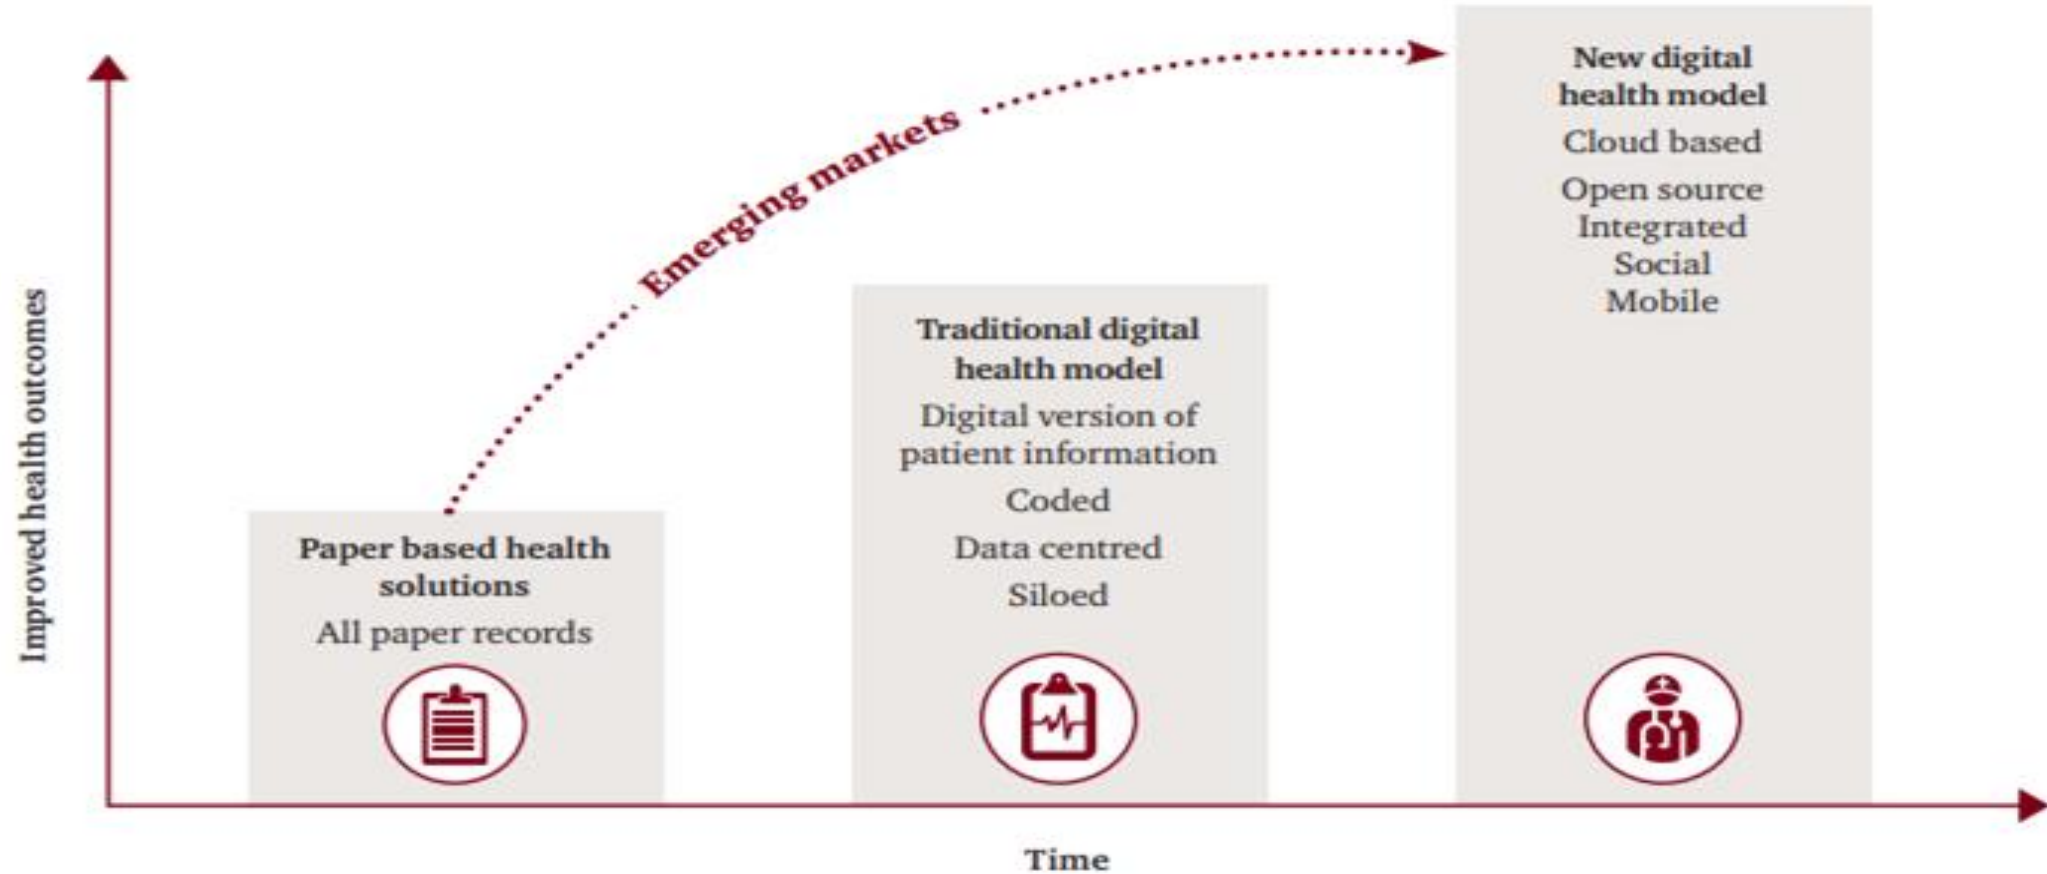 Improved health outcomes
Emerging markets
Paper based health
solutions
All paper records
Traditional digital
health model
Digital version of
patient information
Coded
Data centred
Siloed
New digital
health model
Cloud based
Open source
Integrated
Social
Mobile
Time